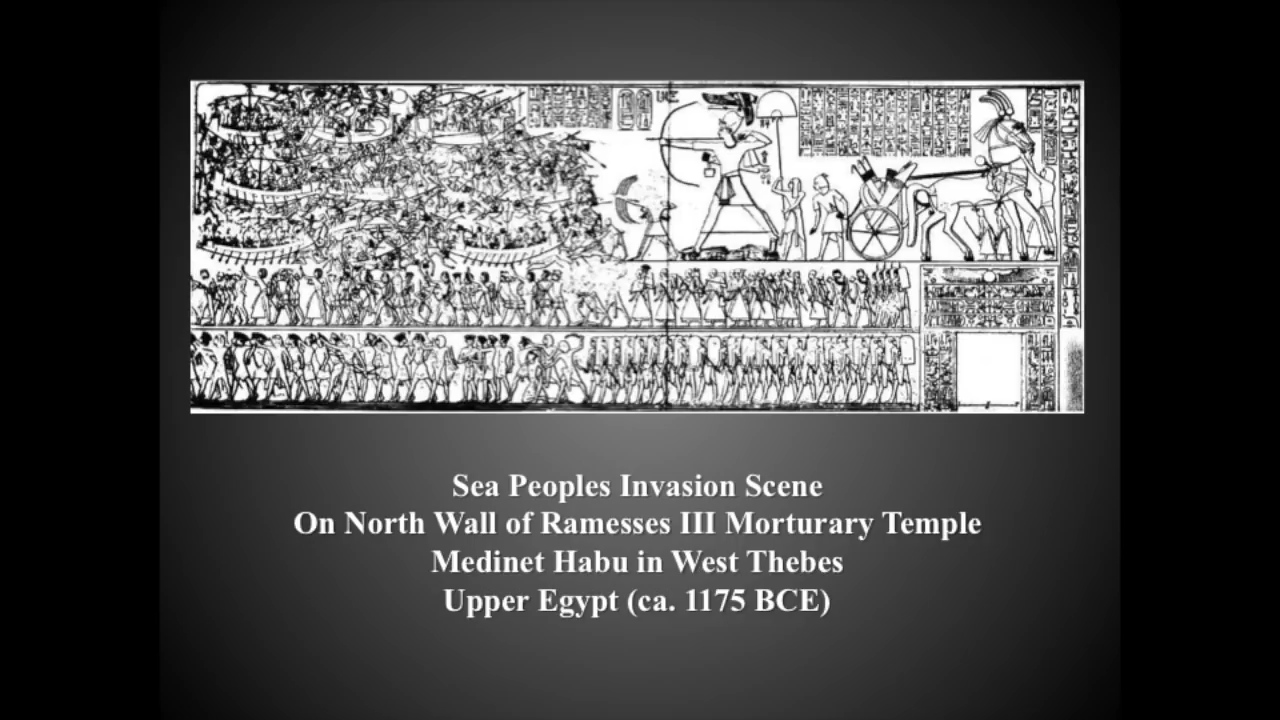 Sea Peoples Invasion Scene
On North Wall of Ramesses III Morturary Temple
Medinet Habu in West Thebes
Upper Egypt (ca. 1175 BCE)